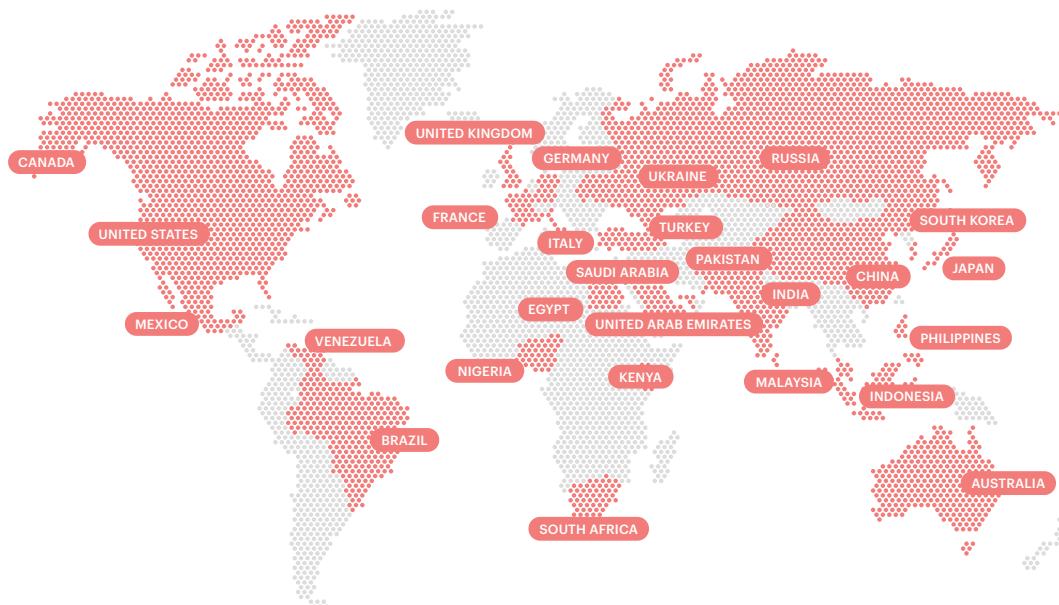 UNITED KINGDOM
CANADA
GERMANY
RUSSIA
UKRAINE
FRANCE
SOUTH KOREA
UNITED STATES
TURKEY
ITALY
PAKISTAN
JAPAN
SAUDI ARABIA
CHINA
INDIA
EGYPT
MEXICO
UNITED ARAB EMIRATES
VENEZUELA
PHILIPPINES
NIGERIA
KENYA
MALAYSIA
INDONESIA
BRAZIL
AUSTRALIA
SOUTH AFRICA